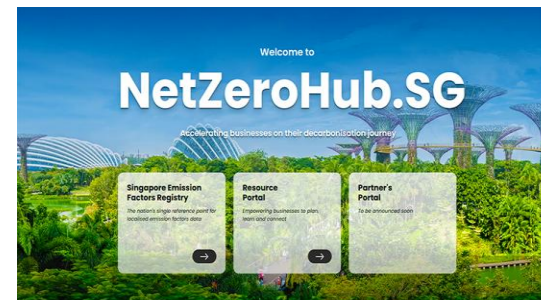 Welcome to
NetZeroHub.SG
Accelerating businesses on their decarbonisation journey
Singapore Emission
Factors Registry
The nation's single reference point for
localised emission factors data
Resource
Portal
Empowering businesses to plan,
learn and connect
Partner's
Portal
To be announced soon